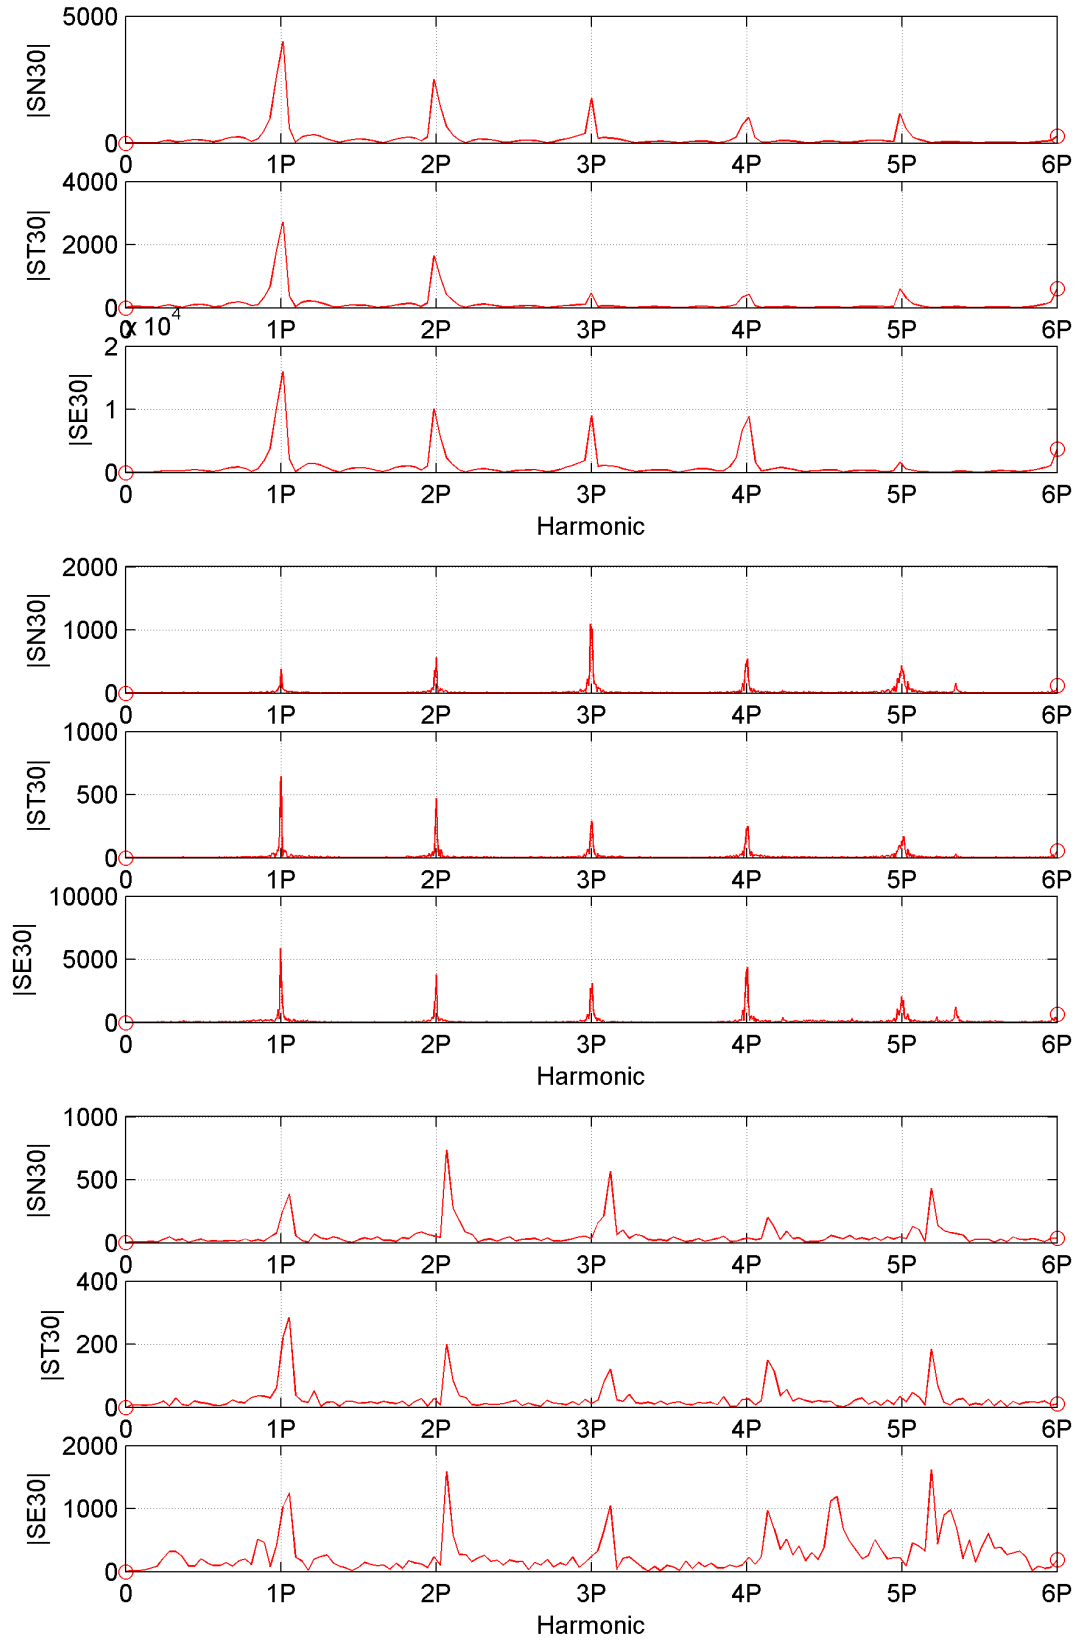 |SN30|
5000
0
0 1P 2P 3P 4P 5P 6P
|ST30|
4000
2000
0
0 1P 2P 3P 4P 5P 6P
x 10^4
|SE30|
2
1
0
0 1P 2P 3P 4P 5P 6P
Harmonic
|SN30|
2000
1000
0
0 1P 2P 3P 4P 5P 6P
|ST30|
1000
500
0
0 1P 2P 3P 4P 5P 6P
|SE30|
10000
5000
0
0 1P 2P 3P 4P 5P 6P
Harmonic
|SN30|
1000
500
0
0 1P 2P 3P 4P 5P 6P
|ST30|
400
200
0
0 1P 2P 3P 4P 5P 6P
|SE30|
2000
1000
0
0 1P 2P 3P 4P 5P 6P
Harmonic